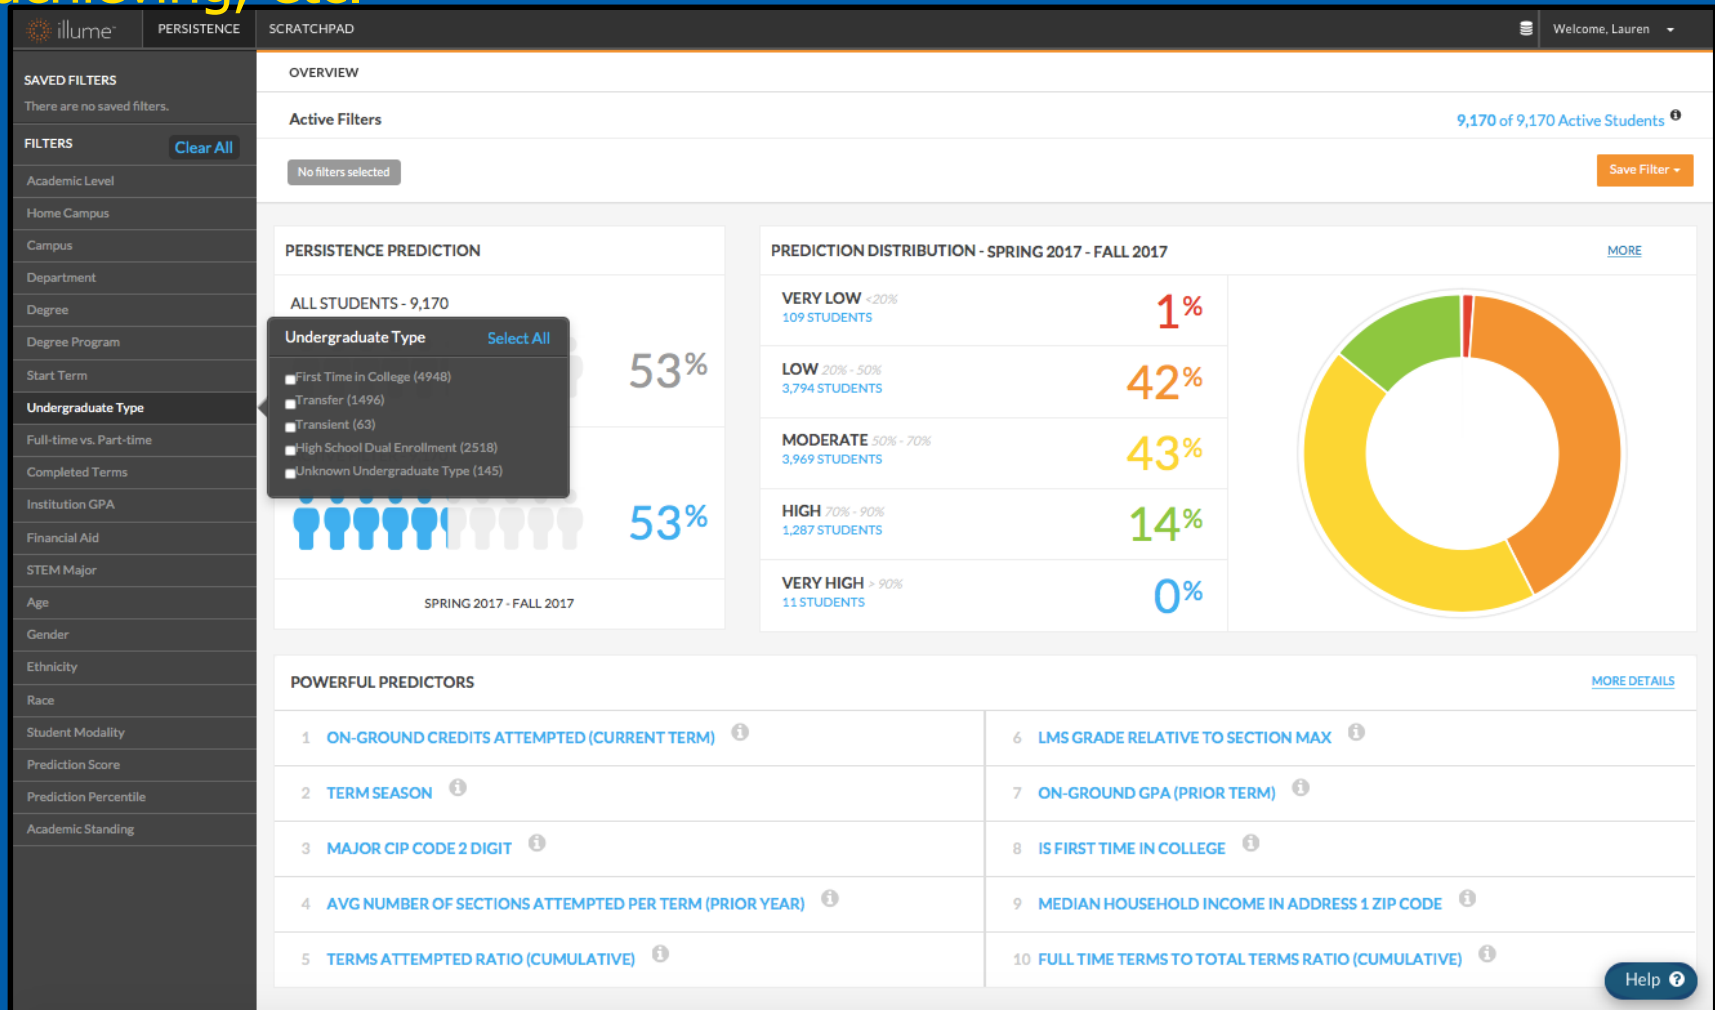 achieving, etc.
illume
PERSISTENCE
SCRATCHPAD
Welcome, Lauren
SAVED FILTERS
There are no saved filters.
FILTERS
Clear All
Academic Level
Home Campus
Campus
Department
Degree
Degree Program
Start Term
Undergraduate Type
Full-time vs. Part-time
Completed Terms
Institution GPA
Financial Aid
STEM Major
Age
Gender
Ethnicity
Race
Student Modality
Prediction Score
Prediction Percentile
Academic Standing
OVERVIEW
Active Filters
9,170 of 9,170 Active Students
No filters selected
Save Filter
PERSISTENCE PREDICTION
ALL STUDENTS - 9,170
53%
Undergraduate Type
Select All
First Time in College (4948)
Transfer (1496)
Transient (63)
High School Dual Enrollment (2518)
Unknown Undergraduate Type (145)
53%
SPRING 2017 - FALL 2017
PREDICTION DISTRIBUTION - SPRING 2017 - FALL 2017
MORE
VERY LOW <20%
109 STUDENTS
1%
LOW 20% - 50%
3,794 STUDENTS
42%
MODERATE 50% - 70%
3,969 STUDENTS
43%
HIGH 70% - 90%
1,287 STUDENTS
14%
VERY HIGH > 90%
11 STUDENTS
0%
POWERFUL PREDICTORS
MORE DETAILS
1 ON-GROUND CREDITS ATTEMPTED (CURRENT TERM)
2 TERM SEASON
3 MAJOR CIP CODE 2 DIGIT
4 AVG NUMBER OF SECTIONS ATTEMPTED PER TERM (PRIOR YEAR)
5 TERMS ATTEMPTED RATIO (CUMULATIVE)
6 LMS GRADE RELATIVE TO SECTION MAX
7 ON-GROUND GPA (PRIOR TERM)
8 IS FIRST TIME IN COLLEGE
9 MEDIAN HOUSEHOLD INCOME IN ADDRESS 1 ZIP CODE
10 FULL TIME TERMS TO TOTAL TERMS RATIO (CUMULATIVE)
Help